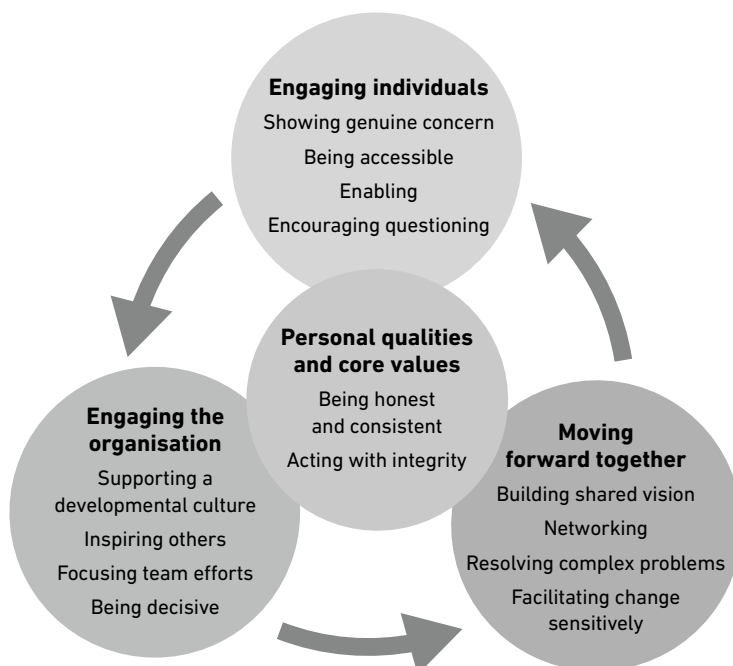 Engaging individuals
Showing genuine concern
Being accessible
Enabling
Encouraging questioning
Personal qualities
and core values
Being honest
and consistent
Acting with integrity
Engaging the
organisation
Supporting a
developmental culture
Inspiring others
Focusing team efforts
Being decisive
Moving
forward together
Building shared vision
Networking
Resolving complex problems
Facilitating change
sensitively